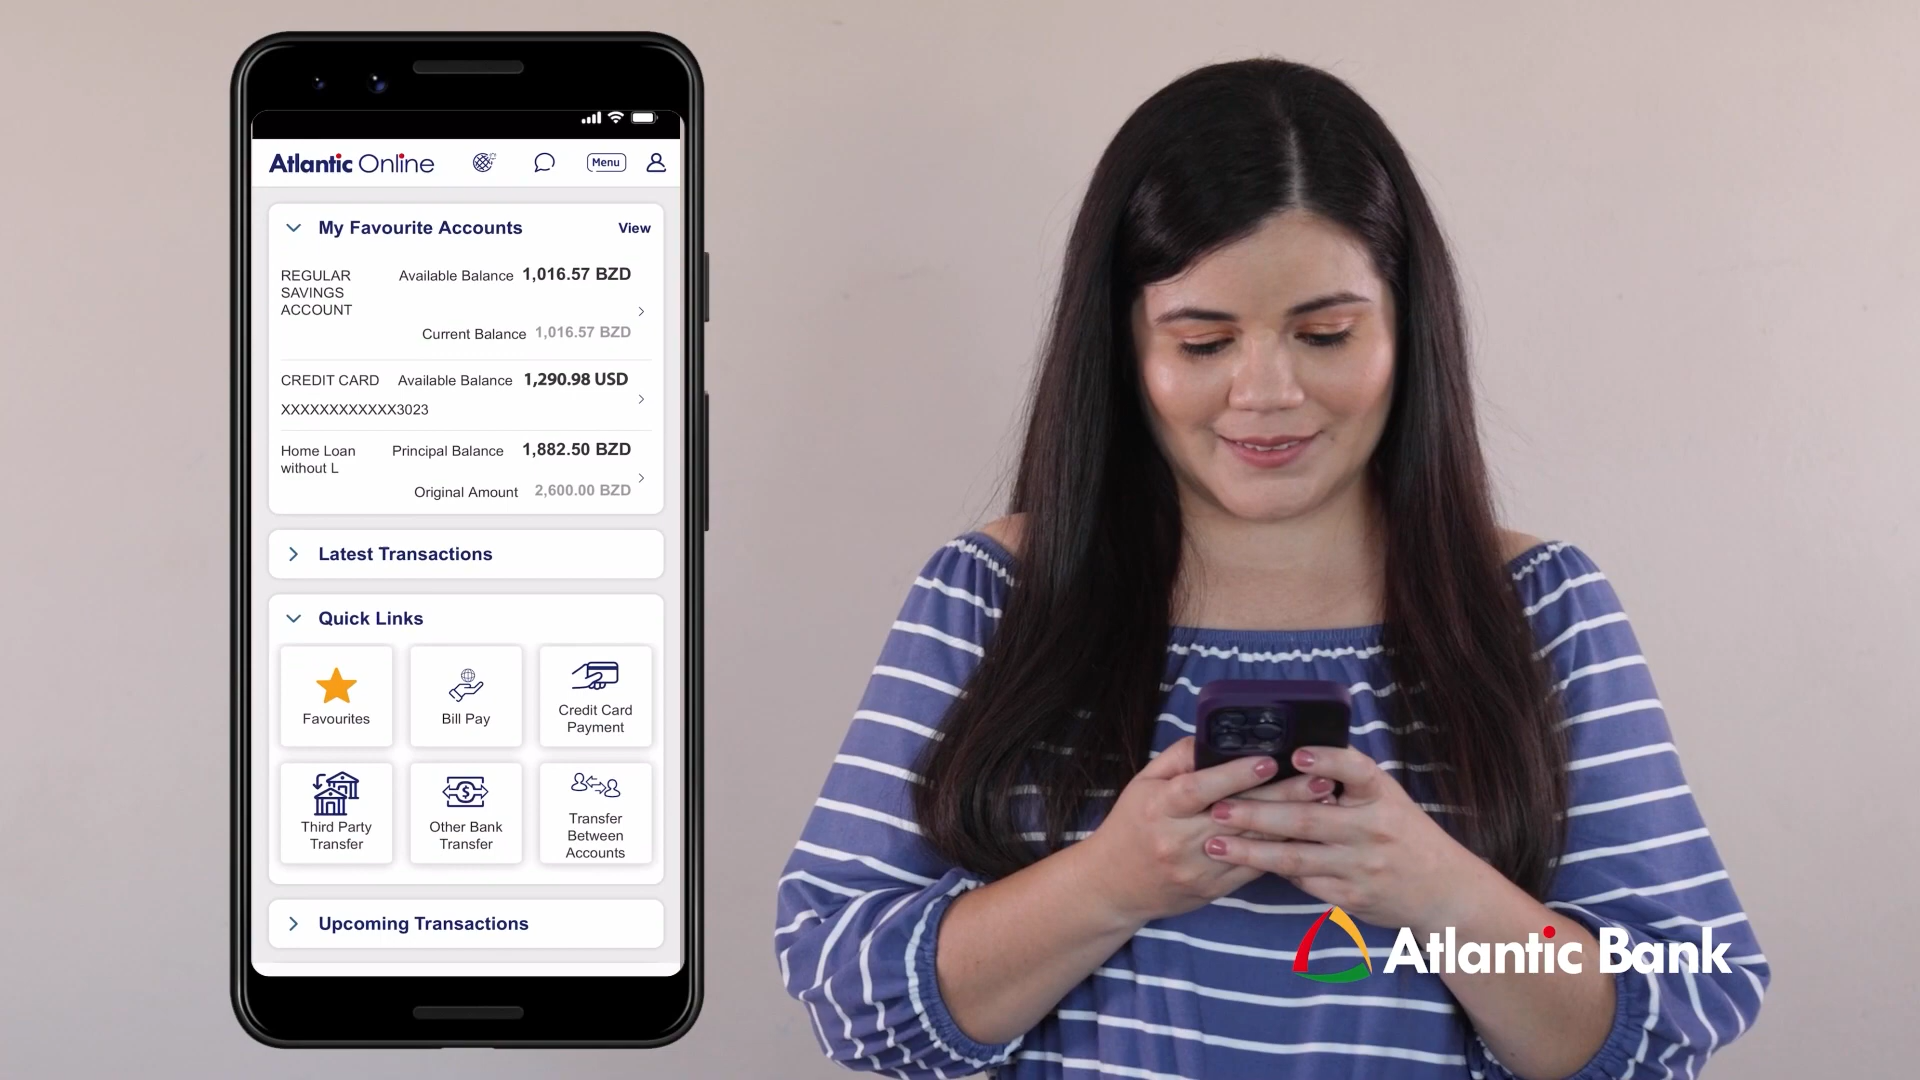 Atlantic Online
Menu
My Favourite Accounts
View
REGULAR
SAVINGS
ACCOUNT
Available Balance 1,016.57 BZD
Current Balance 1,016.57 BZD
CREDIT CARD Available Balance 1,290.98 USD
XXXXXXXXXXXX3023
Home Loan
without L
Principal Balance 1,882.50 BZD
Original Amount 2,600.00 BZD
Latest Transactions
Quick Links
Favourites
Bill Pay
Credit Card
Payment
Third Party
Transfer
Other Bank
Transfer
Transfer
Between
Accounts
Upcoming Transactions
Atlantic Bank